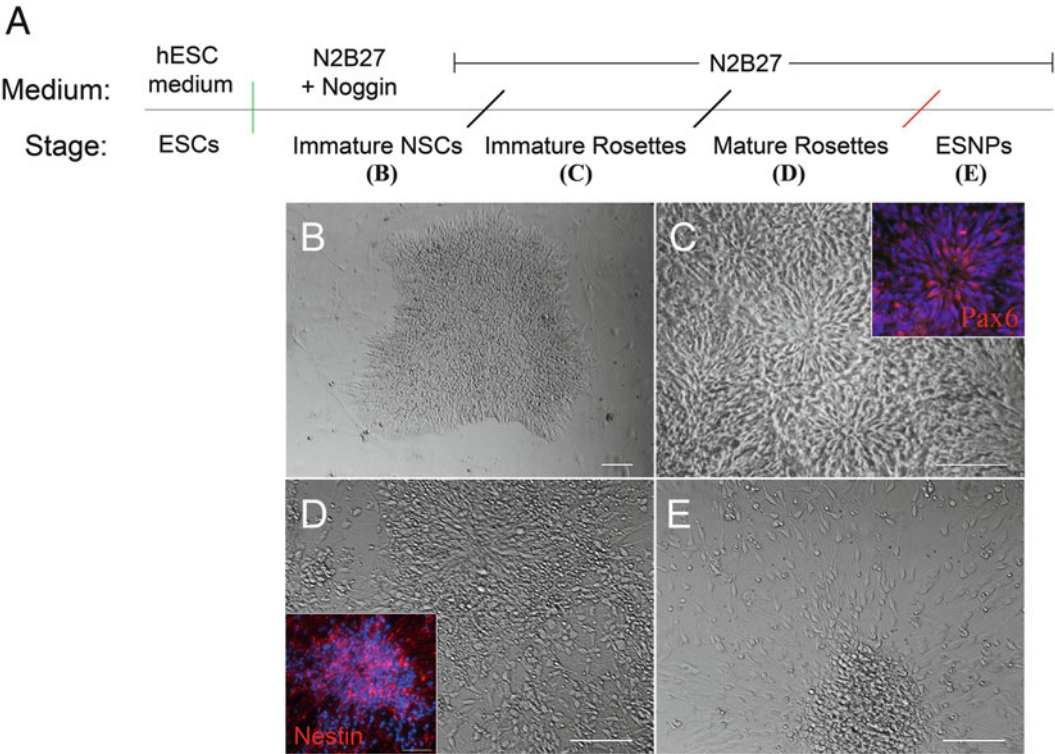 A
Medium:
hESC
medium
N2B27
+ Noggin
N2B27
Stage:
ESCs
Immature NSCs
Immature Rosettes
Mature Rosettes
ESNPs
(B)
(C)
(D)
(E)
B
C
Pax6
D
E
Nestin